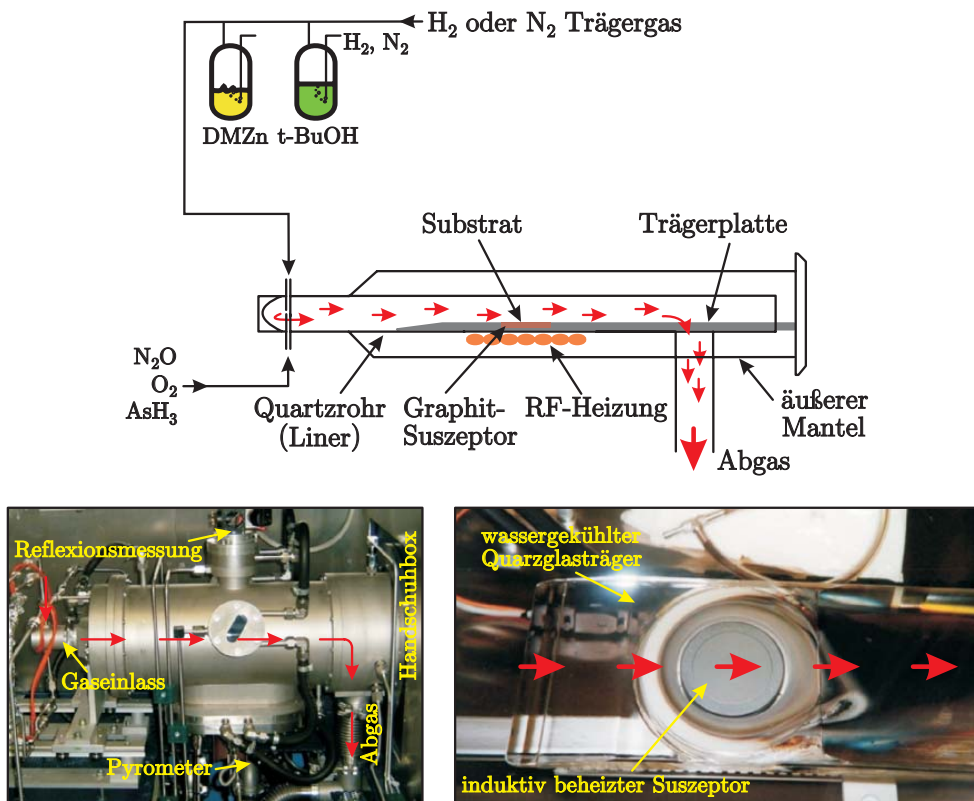 H₂ oder N₂ Trägergas
H₂, N₂
DMZn t-BuOH
Substrat
Trägerplatte
N₂O
O₂
AsH₃
Quartzrohr
(Liner)
Graphit-
Suszeptor
RF-Heizung
äußerer
Mantel
Abgas
Reflexionsmessung
Handschuhbox
Gaseinlass
Abgas
Pyrometer
wassergekühlter
Quarzglasträger
induktiv beheizter Suszeptor